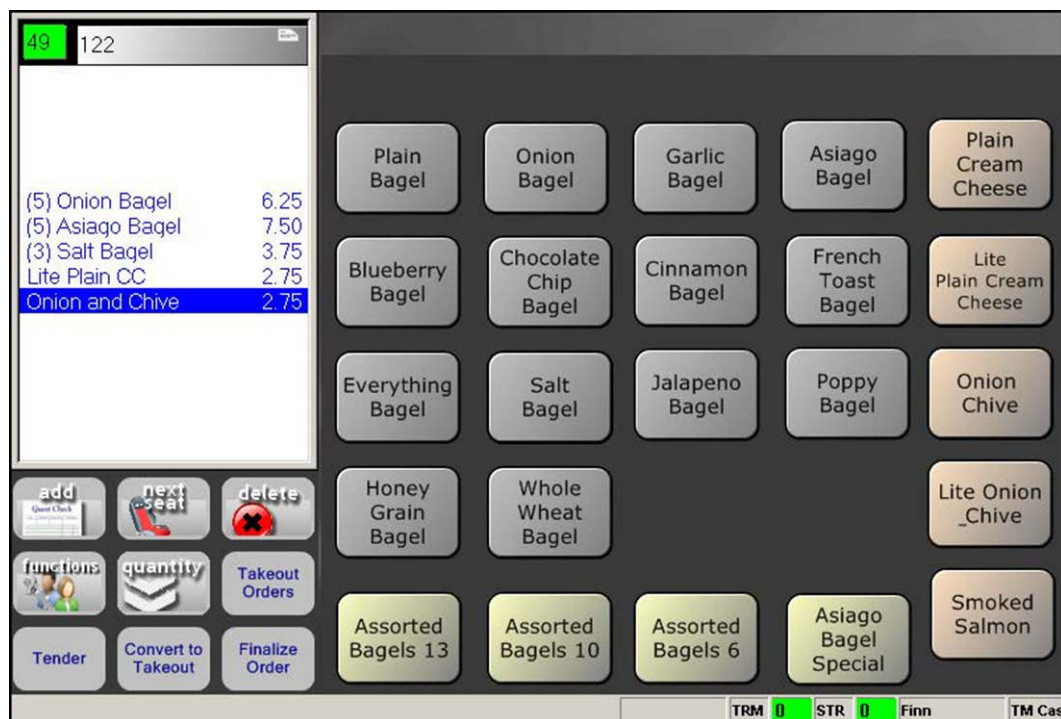 49 122
(5) Onion Bagel 6.25
(5) Asiago Bagel 7.50
(3) Salt Bagel 3.75
Lite Plain CC 2.75
Onion and Chive 2.75
add
Guest Check
next
seat
delete
functions
quantity
Takeout
Orders
Tender
Convert to
Takeout
Finalize
Order
Plain
Bagel
Onion
Bagel
Garlic
Bagel
Asiago
Bagel
Plain
Cream
Cheese
Blueberry
Bagel
Chocolate
Chip
Bagel
Cinnamon
Bagel
French
Toast
Bagel
Lite
Plain Cream
Cheese
Everything
Bagel
Salt
Bagel
Jalapeno
Bagel
Poppy
Bagel
Onion
Chive
Honey
Grain
Bagel
Whole
Wheat
Bagel
Lite Onion
_Chive
Assorted
Bagels 13
Assorted
Bagels 10
Assorted
Bagels 6
Asiago
Bagel
Special
Smoked
Salmon
TRM 0 STR 0 Finn TM Cas